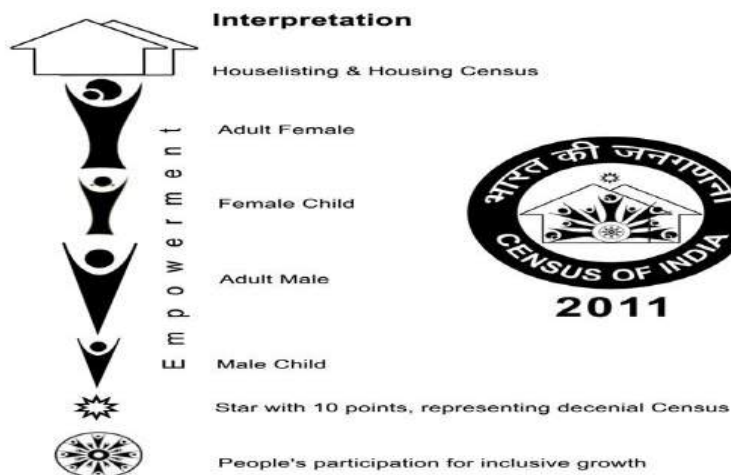 Interpretation
Houselisting & Housing Census
Adult Female
Female Child
Adult Male
Male Child
Star with 10 points, representing decenial Census
People's participation for inclusive growth
Empowerment
भारत की जनगणना
CENSUS OF INDIA
2011